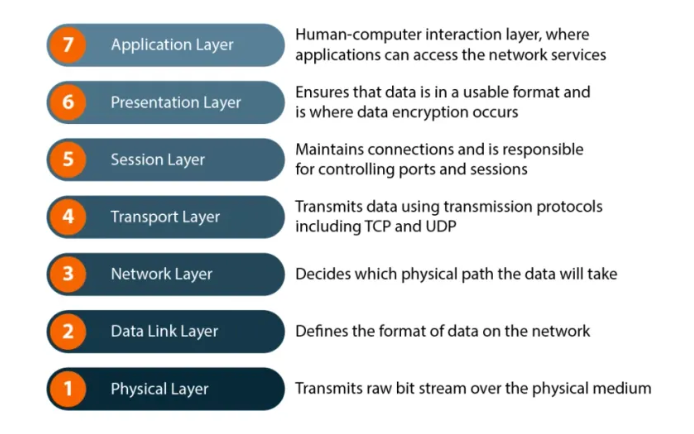 7 Application Layer
Human-computer interaction layer, where
applications can access the network services
6 Presentation Layer
Ensures that data is in a usable format and
is where data encryption occurs
5 Session Layer
Maintains connections and is responsible
for controlling ports and sessions
4 Transport Layer
Transmits data using transmission protocols
including TCP and UDP
3 Network Layer
Decides which physical path the data will take
2 Data Link Layer
Defines the format of data on the network
1 Physical Layer
Transmits raw bit stream over the physical medium